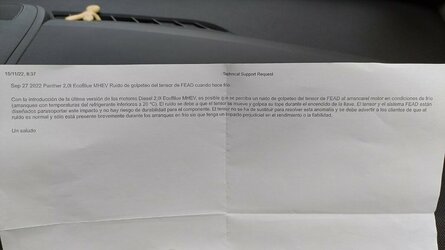 10/11/22, 8:37
Technical Support Request
Sep 27 2022 Panther 2,0l EcoBlue MHEV Ruido de golpeteo del tensor de FEAD cuando hace frío
Con la introducción de la última versión de los motores Diesel 2,0l EcoBlue MHEV, es posible que se perciba un ruido de golpeteo del tensor de FEAD al arrancar el motor en condiciones de frío
(arranques con temperaturas del refrigerante inferiores a 20 °C). El ruido se debe a que el tensor se mueve y golpea su tope durante el encendido de la llave. El tensor y el sistema FEAD están
diseñados para soportar este impacto y no hay riesgo de durabilidad para el componente. El tensor no se ha de sustituir para resolver esta anomalía y se debe advertir a los clientes de que el
ruido es normal y sólo está presente brevemente durante los arranques en frío sin que tenga un impacto perjudicial en el rendimiento o la fiabilidad.
Un saludo